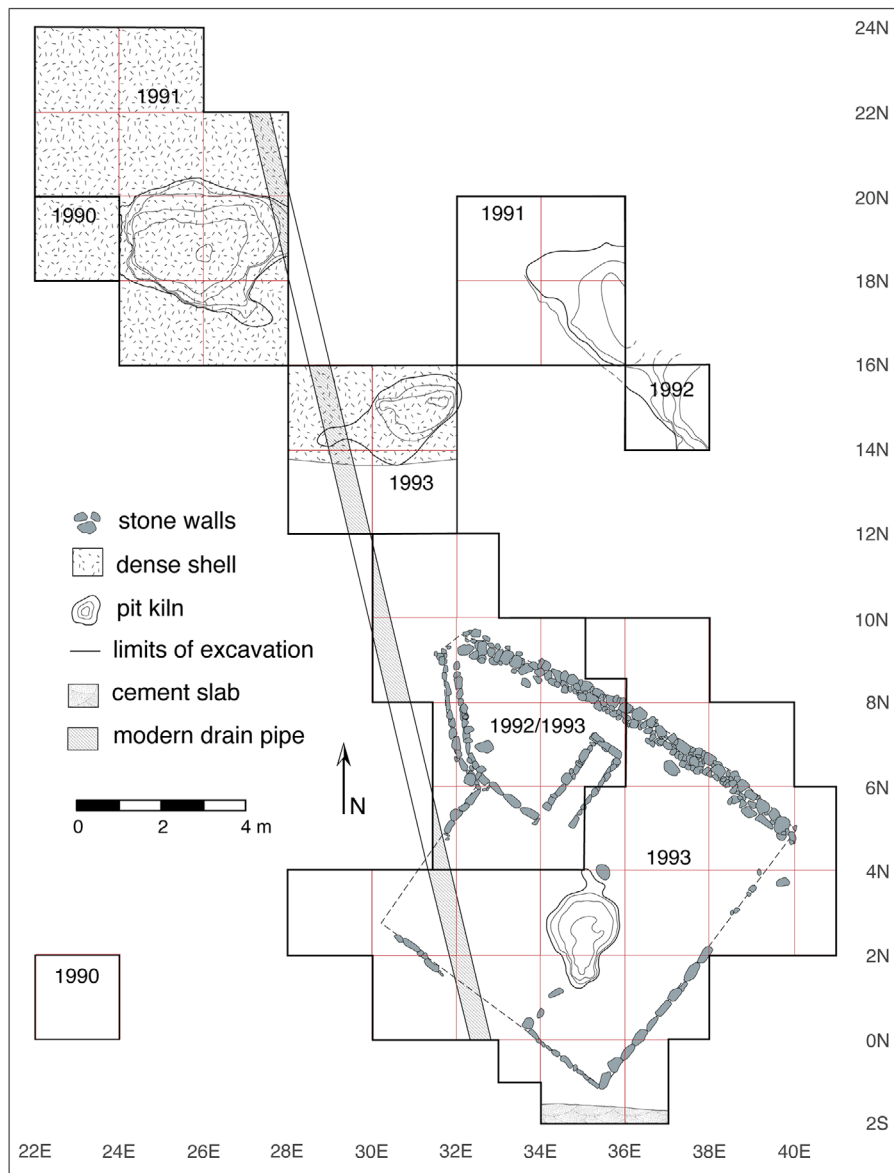 24N
1991
22N
1990
20N
1991
18N
16N
1992
14N
1993
stone walls
dense shell
12N
pit kiln
10N
limits of excavation
cement slab
8N
1992/1993
modern drain pipe
N
6N
0 2 4 m
1993
4N
1990
2N
0N
2S
22E 24E 26E 28E 30E 32E 34E 36E 38E 40E